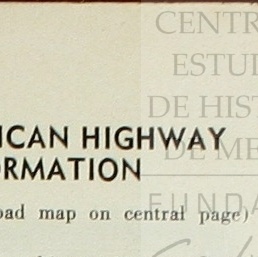 CENTR
ESTUI
DE HIST
DE ME
FUNDA
ICAN HIGHWAY
ORMATION
oad map on central page)